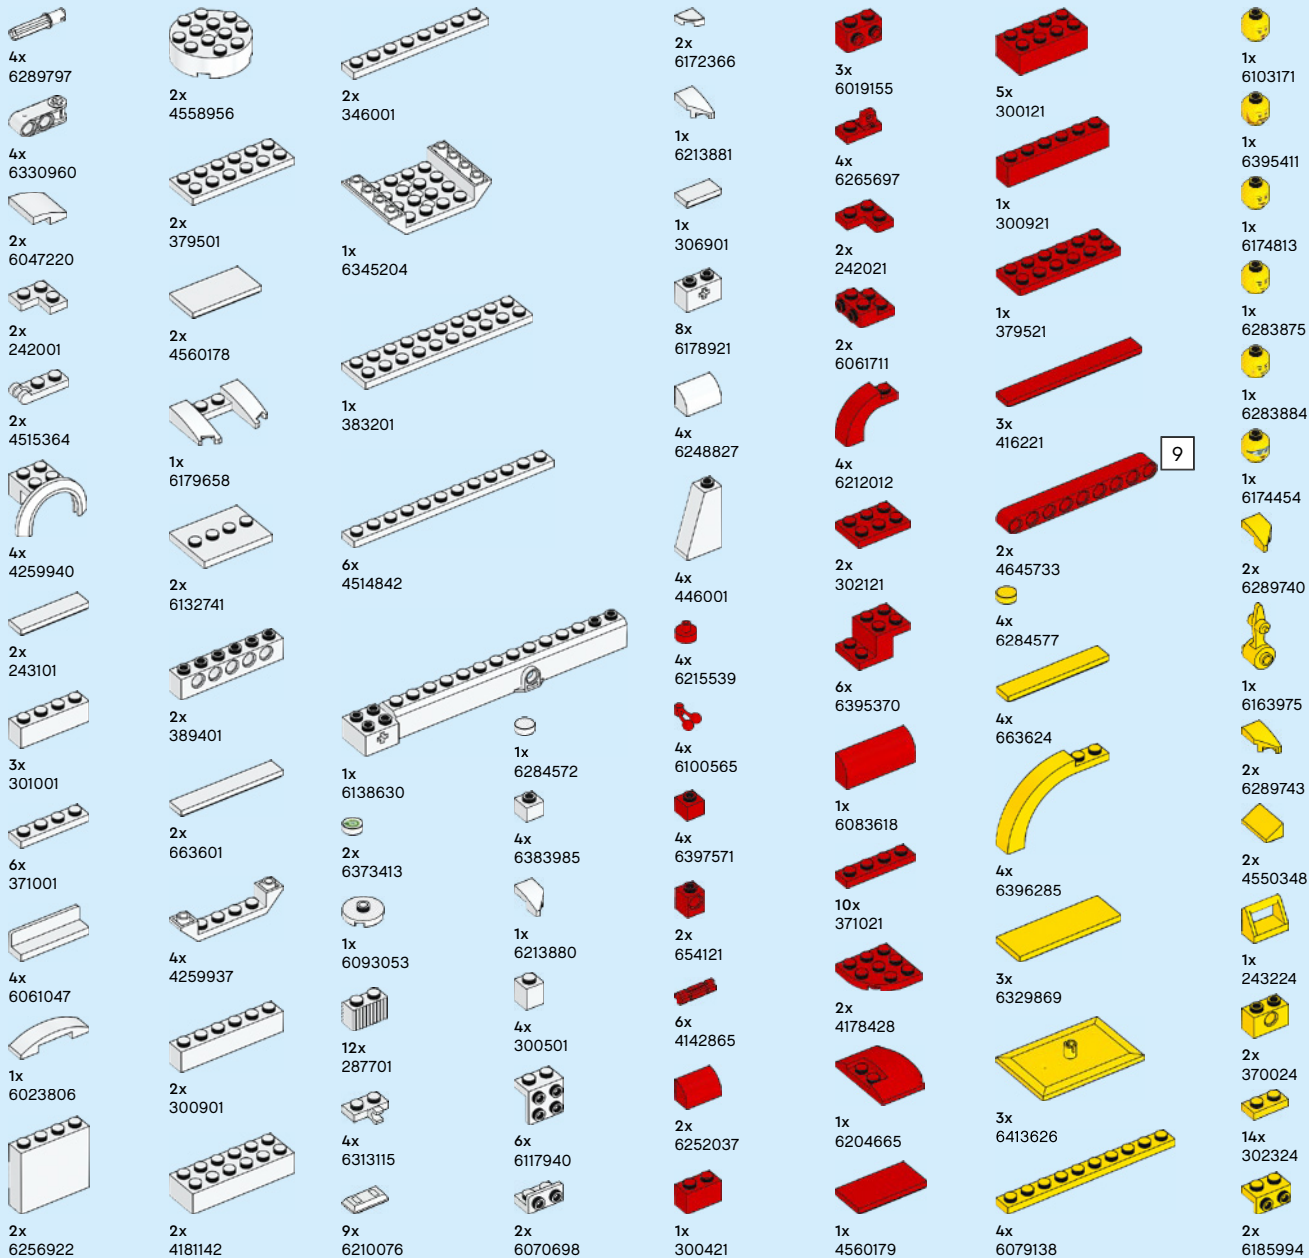 4x
6289797
4x
6330960
2x
6047220
2x
242001
2x
4515364
4x
4259940
2x
243101
3x
301001
6x
371001
4x
6061047
1x
6023806
2x
6256922
2x
4558956
2x
379501
2x
4560178
1x
6179658
2x
6132741
2x
389401
2x
663601
4x
4259937
2x
300901
2x
4181142
2x
346001
1x
6345204
1x
383201
6x
4514842
1x
6138630
2x
6373413
1x
6093053
12x
287701
4x
6313115
9x
6210076
1x
6284572
4x
6383985
1x
6213880
4x
300501
6x
6117940
2x
6070698
2x
6172366
1x
6213881
1x
306901
8x
6178921
4x
6248827
4x
446001
4x
6215539
4x
6100565
4x
6397571
2x
654121
6x
4142865
2x
6252037
1x
300421
3x
6019155
4x
6265697
2x
242021
2x
6061711
4x
6212012
2x
302121
6x
6395370
1x
6083618
10x
371021
2x
4178428
1x
6204665
1x
4560179
5x
300121
1x
300921
1x
379521
3x
416221
9
2x
4645733
4x
6284577
4x
663624
4x
6396285
3x
6329869
3x
6413626
4x
6079138
1x
6103171
1x
6395411
1x
6174813
1x
6283875
1x
6283884
1x
6174454
2x
6289740
1x
6163975
2x
6289743
2x
4550348
1x
243224
2x
370024
14x
302324
2x
6185994